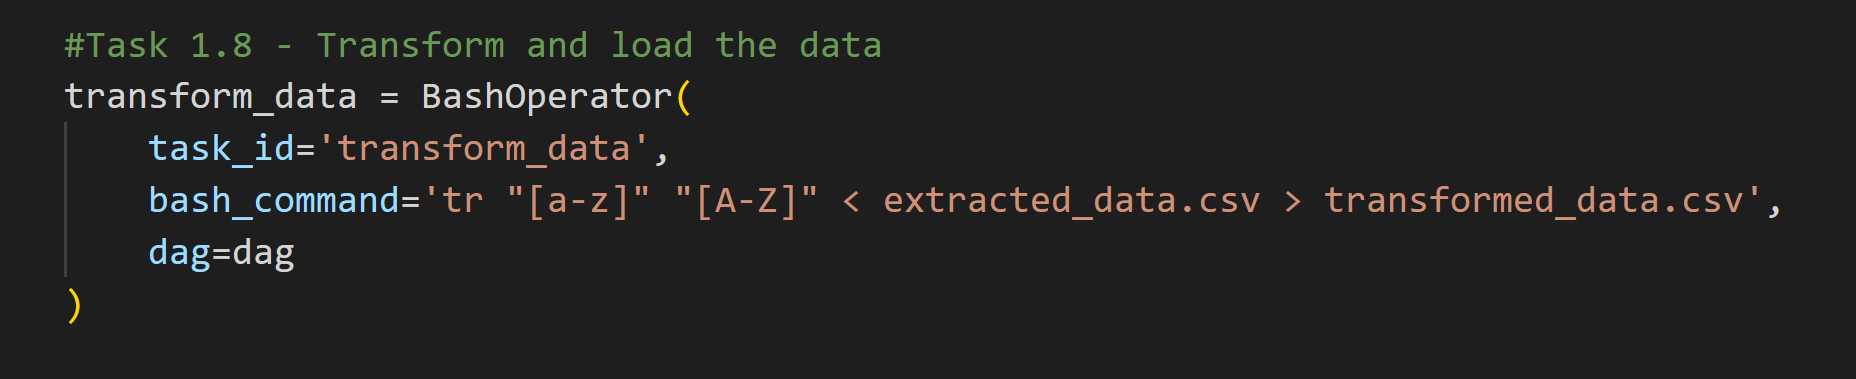 #Task 1.8 - Transform and load the data
transform_data = BashOperator(
    task_id='transform_data',
    bash_command='tr "[a-z]" "[A-Z]" < extracted_data.csv > transformed_data.csv',
    dag=dag
)